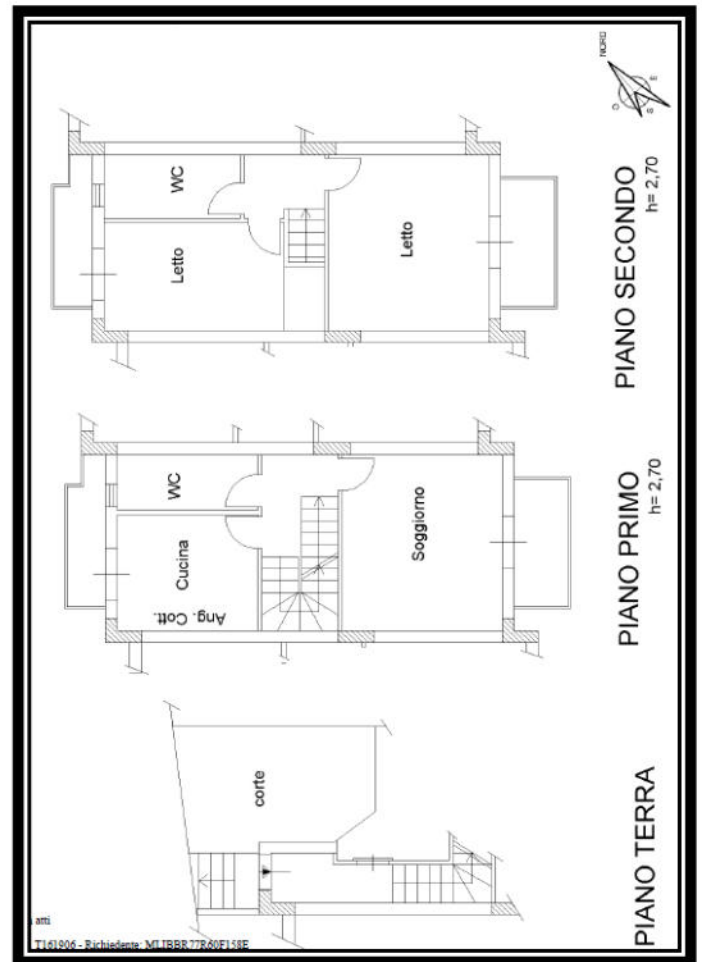 NORD
E
S
O
WC
Letto
Letto
PIANO SECONDO
h= 2,70
WC
Cucina
Ang. Cott.
Soggiorno
PIANO PRIMO
h= 2,70
corte
PIANO TERRA
atti
T161906 - Richiedente: MLIBBR77R60F158E